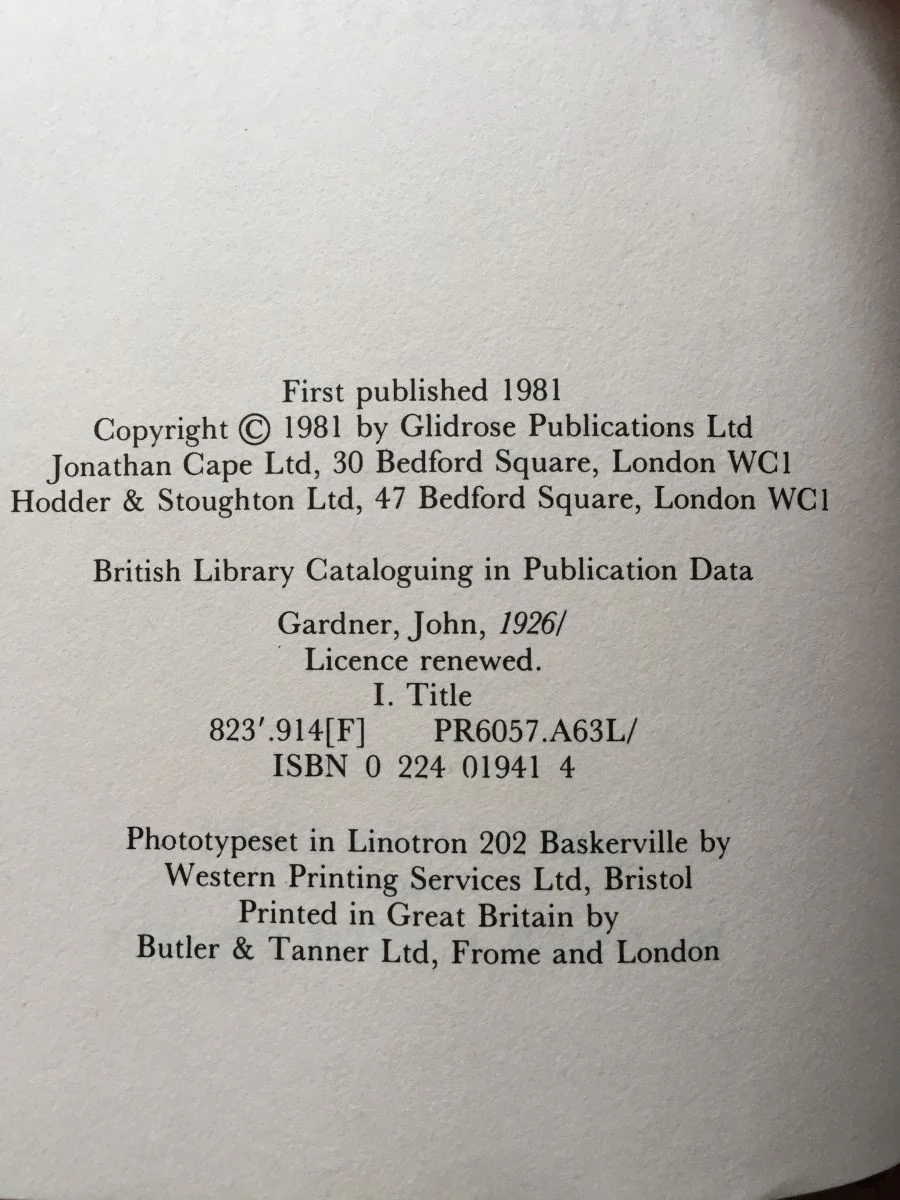 First published 1981
Copyright © 1981 by Glidrose Publications Ltd
Jonathan Cape Ltd, 30 Bedford Square, London WC1
Hodder & Stoughton Ltd, 47 Bedford Square, London WC1
British Library Cataloguing in Publication Data
Gardner, John, 1926/
Licence renewed.
I. Title
823′.914[F] PR6057.A63L/
ISBN 0 224 01941 4
Phototypeset in Linotron 202 Baskerville by
Western Printing Services Ltd, Bristol
Printed in Great Britain by
Butler & Tanner Ltd, Frome and London